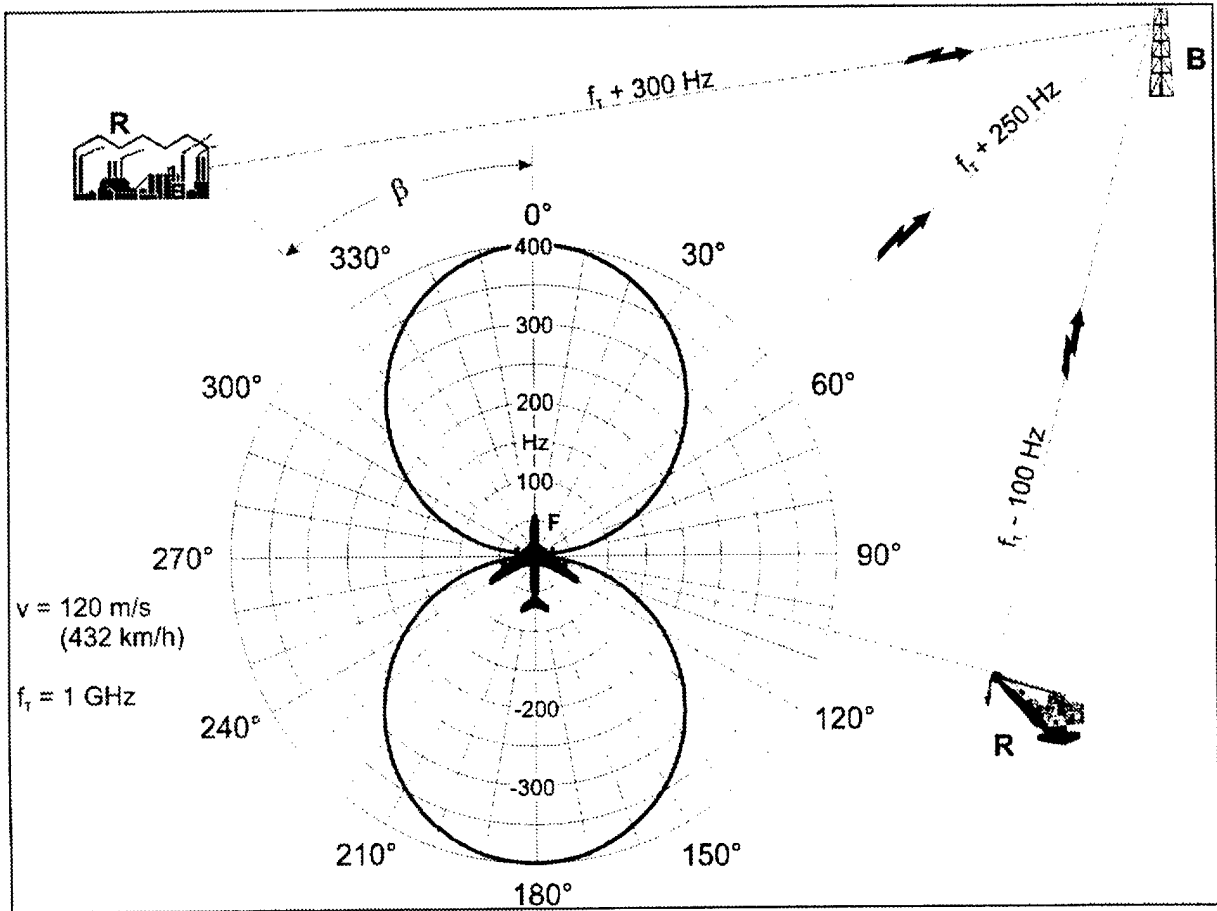 B
f_T + 300 Hz
R
f_T + 250 Hz
β
0°
400
330°
30°
300
300°
60°
200
Hz
100
F
f_T - 100 Hz
270°
90°
v = 120 m/s
(432 km/h)
f_T = 1 GHz
-200
240°
120°
R
-300
210°
150°
180°